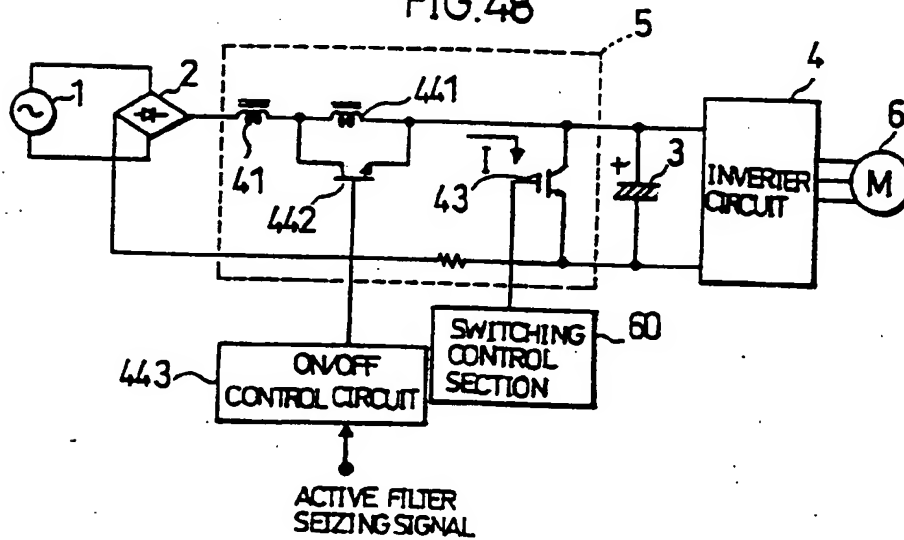 FIG.48
5
1
2
441
4
6
41
442
I
43
+
3
INVERTER
CIRCUIT
M
443
ON/OFF
CONTROL CIRCUIT
SWITCHING
CONTROL
SECTION
60
ACTIVE FILTER
SEIZING SIGNAL